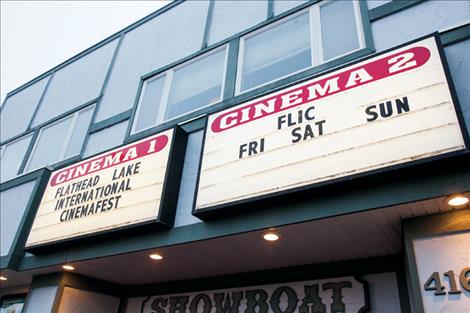 CINEMA 1
FLATHEAD LAKE
INTERNATIONAL
CINEMAFEST
CINEMA 2
FLIC
FRI SAT SUN
SHOWBOAT
416